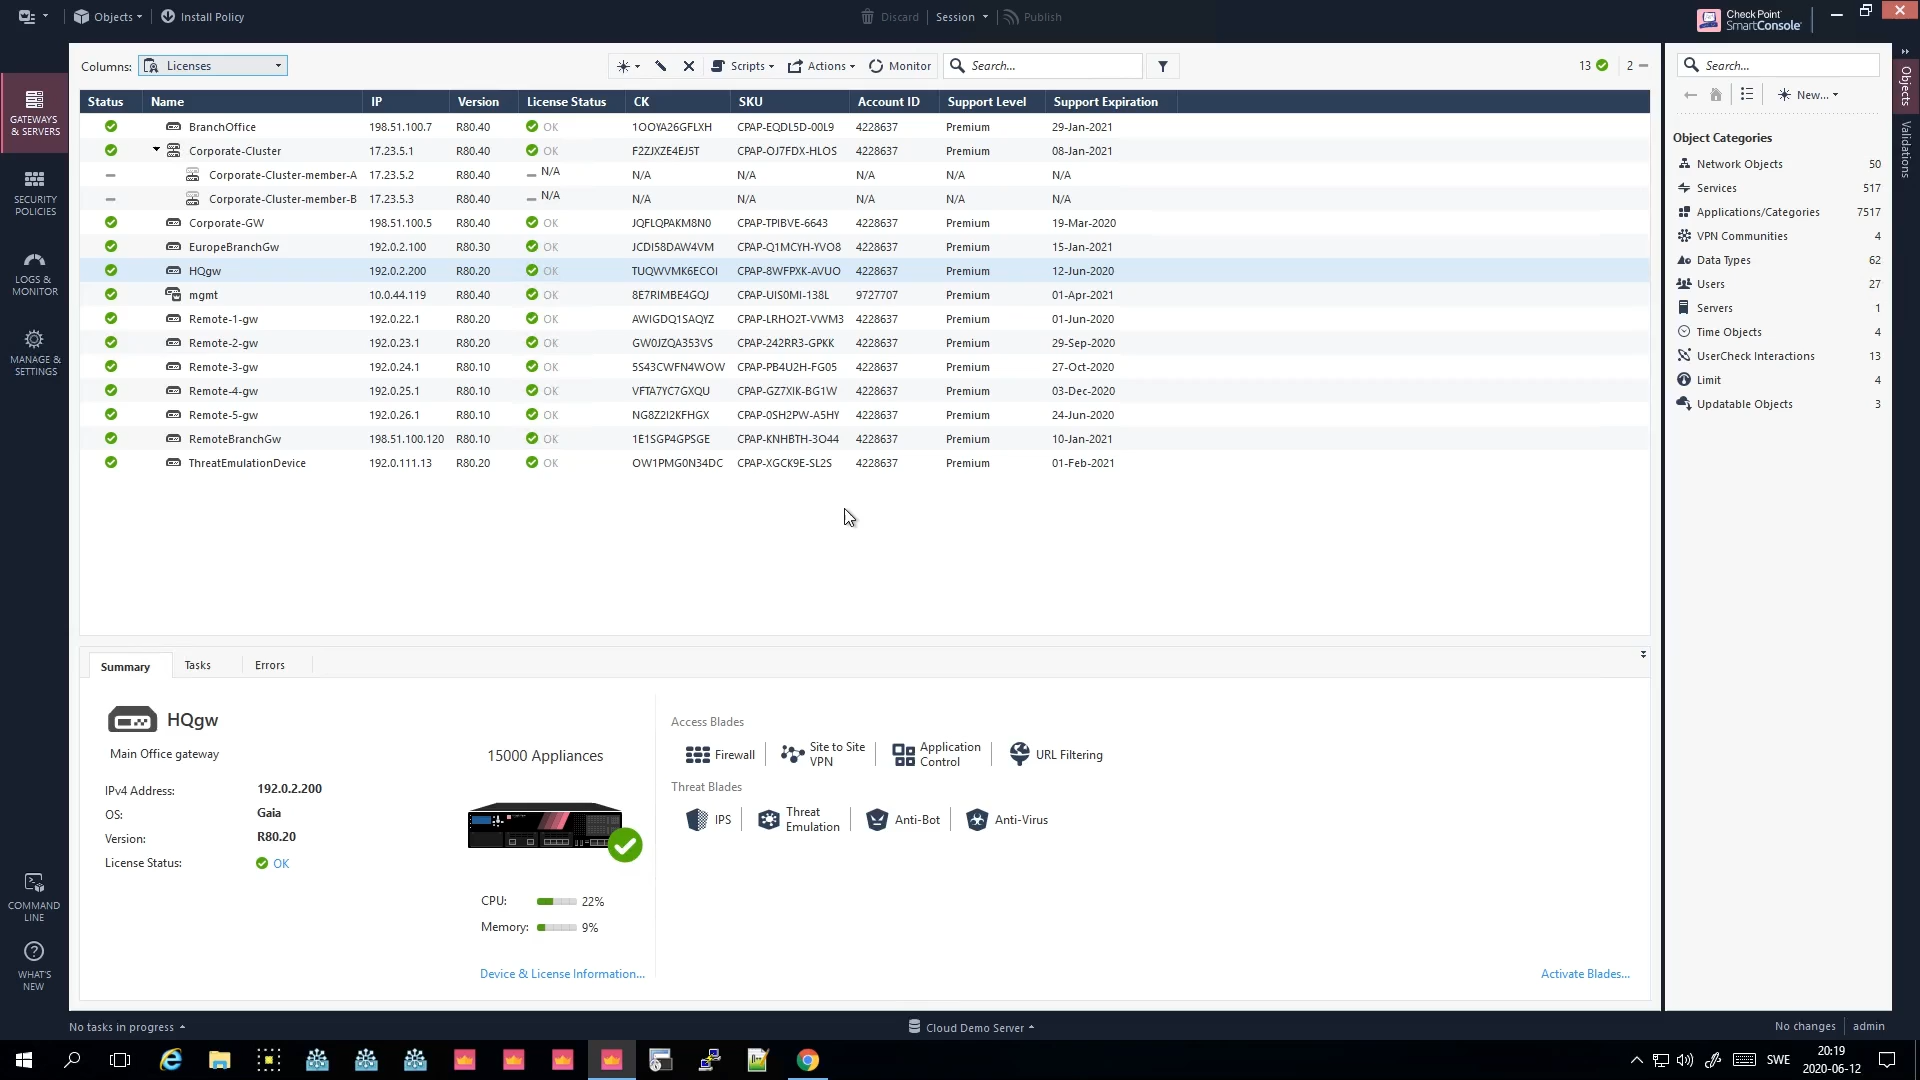 Objects
Install Policy
Discard
Session
Publish
Check Point
SmartConsole
Columns:
Licenses
Scripts
Actions
Monitor
Search...
13
2
Status Name IP Version License Status CK SKU Account ID Support Level Support Expiration
BranchOffice 198.51.100.7 R80.40 OK 1OOYA26GFLXH CPAP-EQDL5D-00L9 4228637 Premium 29-Jan-2021
Corporate-Cluster 17.23.5.1 R80.40 OK F2ZJXZE4EJ5T CPAP-OJ7FDX-HLOS 4228637 Premium 08-Jan-2021
Corporate-Cluster-member-A 17.23.5.2 R80.40 N/A N/A N/A N/A N/A N/A
Corporate-Cluster-member-B 17.23.5.3 R80.40 N/A N/A N/A N/A N/A N/A
Corporate-GW 198.51.100.5 R80.40 OK JQFLQPAKM8N0 CPAP-TPIBVE-6643 4228637 Premium 19-Mar-2020
EuropeBranchGw 192.0.2.100 R80.30 OK JCDI58DAW4VM CPAP-Q1MCYH-YVO8 4228637 Premium 15-Jan-2021
HQgw 192.0.2.200 R80.20 OK TUQWVMK6ECOI CPAP-8WFPXK-AVUO 4228637 Premium 12-Jun-2020
mgmt 10.0.44.119 R80.40 OK 8E7RIMBE4GQJ CPAP-UIS0MI-138L 9727707 Premium 01-Apr-2021
Remote-1-gw 192.0.22.1 R80.20 OK AWIGDQ1SAQYZ CPAP-LRHO2T-VWM3 4228637 Premium 01-Jun-2020
Remote-2-gw 192.0.23.1 R80.20 OK GW0JZQA353VS CPAP-242RR3-GPKK 4228637 Premium 29-Sep-2020
Remote-3-gw 192.0.24.1 R80.10 OK 5S43CWFN4WOW CPAP-PB4U2H-FG05 4228637 Premium 27-Oct-2020
Remote-4-gw 192.0.25.1 R80.10 OK VFTA7YC7GXQU CPAP-GZ7XIK-BG1W 4228637 Premium 03-Dec-2020
Remote-5-gw 192.0.26.1 R80.10 OK NG8Z2I2KFHGX CPAP-0SH2PW-A5HY 4228637 Premium 24-Jun-2020
RemoteBranchGw 198.51.100.120 R80.10 OK 1E1SGP4GPSGE CPAP-KNHBTH-3O44 4228637 Premium 10-Jan-2021
ThreatEmulationDevice 192.0.111.13 R80.20 OK OW1PMG0N34DC CPAP-XGCK9E-SL2S 4228637 Premium 01-Feb-2021
GATEWAYS
& SERVERS
SECURITY
POLICIES
LOGS &
MONITOR
MANAGE &
SETTINGS
COMMAND
LINE
WHAT'S
NEW
Summary
Tasks
Errors
HQgw
Main Office gateway
IPv4 Address: 192.0.2.200
OS: Gaia
Version: R80.20
License Status: OK
15000 Appliances
CPU: 22%
Memory: 9%
Device & License Information...
Access Blades
Firewall
Site to Site
VPN
Application
Control
URL Filtering
Threat Blades
IPS
Threat
Emulation
Anti-Bot
Anti-Virus
Activate Blades...
Search...
New...
Object Categories
Network Objects 50
Services 517
Applications/Categories 7517
VPN Communities 4
Data Types 62
Users 27
Servers 1
Time Objects 4
UserCheck Interactions 13
Limit 4
Updatable Objects 3
Objects
Validations
No tasks in progress
Cloud Demo Server
No changes
admin
SWE
20:19
2020-06-12